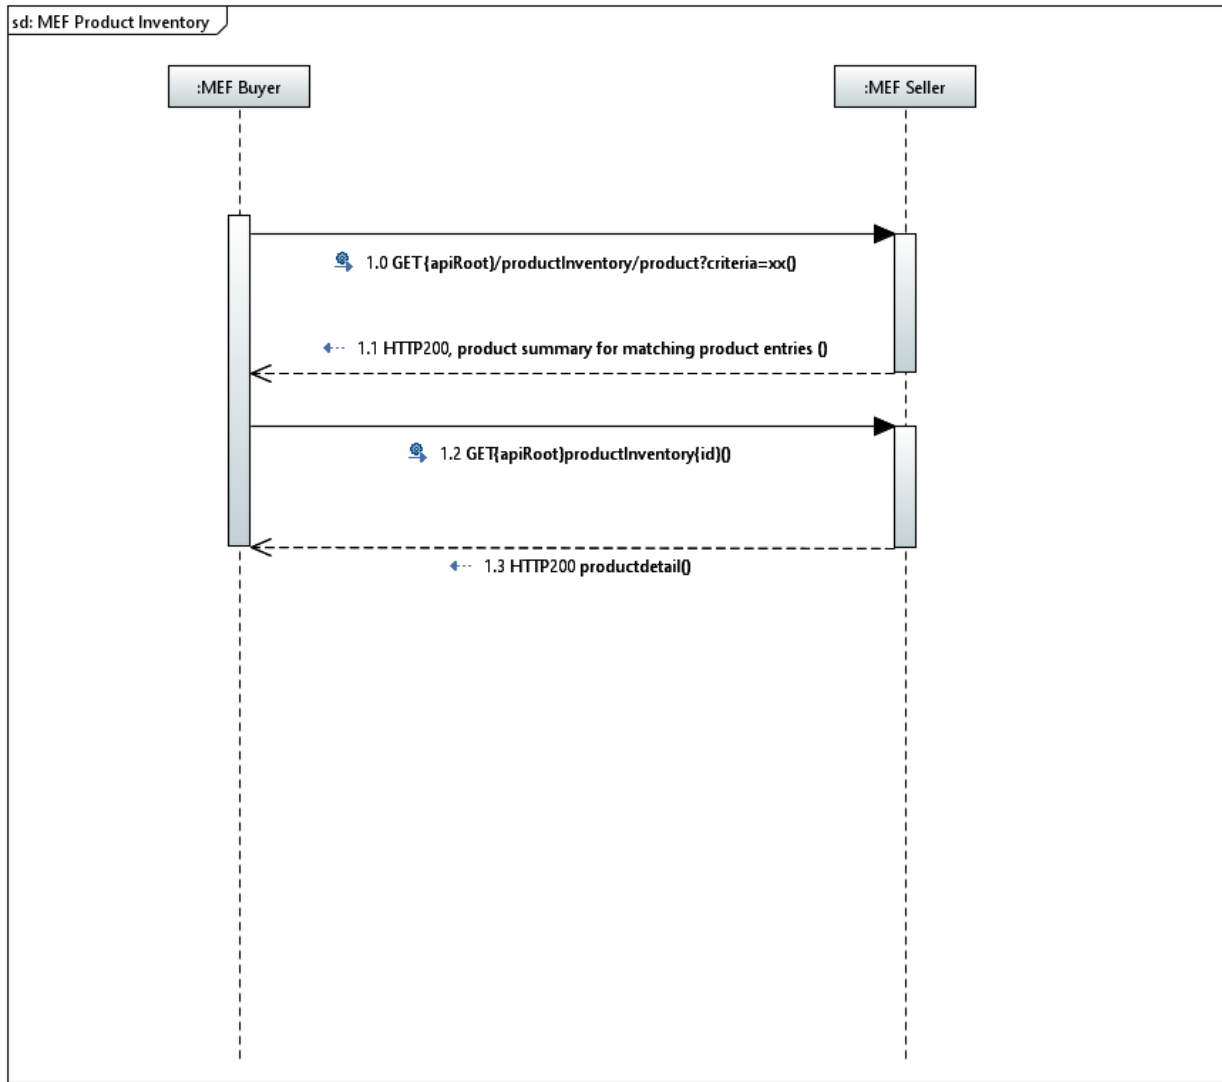 sd: MEF Product Inventory
:MEF Buyer
:MEF Seller
1.0 GET{apiRoot}/productInventory/product?criteria=xx()
1.1 HTTP200, product summary for matching product entries ()
1.2 GET{apiRoot}productInventory{id}()
1.3 HTTP200 productdetail()